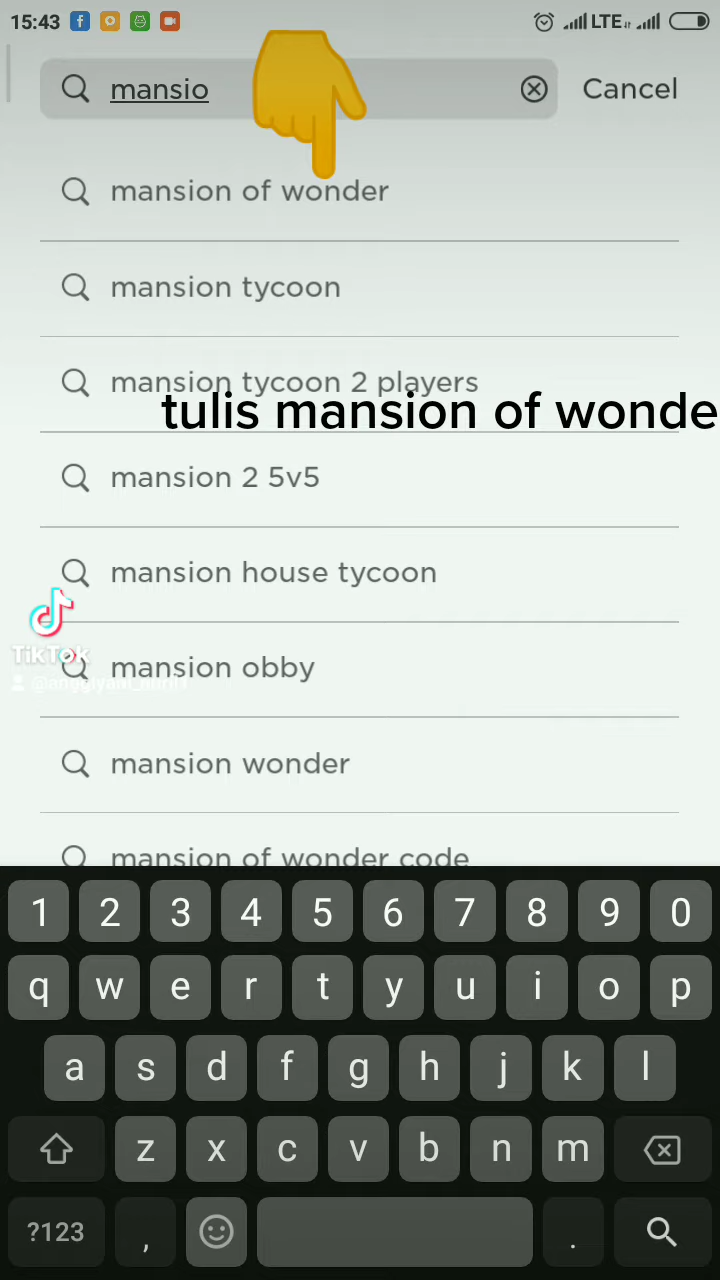 15:43
LTE
mansio
Cancel
mansion of wonder
mansion tycoon
mansion tycoon 2 players
tulis mansion of wonde
mansion 2 5v5
mansion house tycoon
TikTok
mansion obby
mansion wonder
mansion of wonder code
1 2 3 4 5 6 7 8 9 0
q w e r t y u i o p
a s d f g h j k l
z x c v b n m
?123 , .